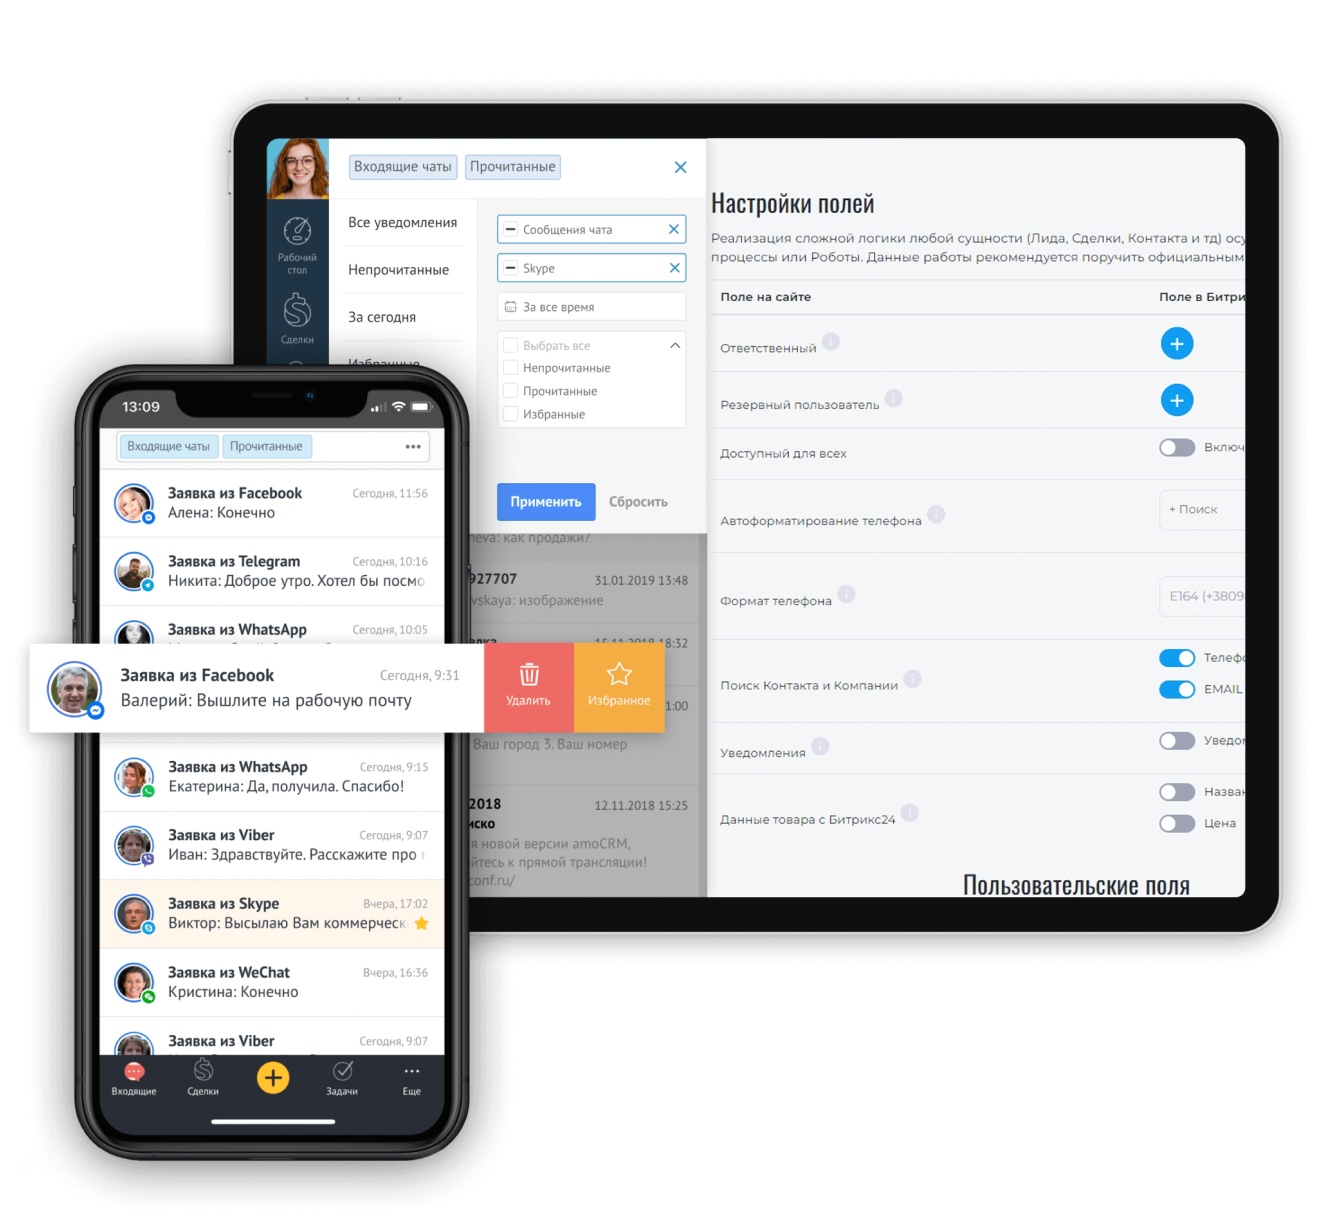 Входящие чаты
Прочитанные
Рабочий
стол
Сделки
Все уведомления
Непрочитанные
За сегодня
Избранные
Сообщения чата
Skype
За все время
Выбрать все
Непрочитанные
Прочитанные
Избранные
Применить
Сбросить
как продажи?
927707
31.01.2019 13:48
vskaya: изображение
15.11.2018 18:32
1:00
Ваш город 3. Ваш номер
2018
12.11.2018 15:25
иско
я новой версии amoCRM,
йтесь к прямой трансляции!
conf.ru/
Настройки полей
Реализация сложной логики любой сущности (Лида, Сделки, Контакта и тд) осу
процессы или Роботы. Данные работы рекомендуется поручить официальным
Поле на сайте
Поле в Битри
Ответственный
Резервный пользователь
Доступный для всех
Включ
Автоформатирование телефона
+ Поиск
Формат телефона
E164 (+3809
Поиск Контакта и Компании
Телефо
EMAIL
Уведомления
Уведо
Данные товара с Битрикс24
Назва
Цена
Пользовательские поля
13:09
Входящие чаты
Прочитанные
Заявка из Facebook
Сегодня, 11:56
Алена: Конечно
Заявка из Telegram
Сегодня, 10:16
Никита: Доброе утро. Хотел бы посмо
Заявка из WhatsApp
Сегодня, 10:05
Заявка из Facebook
Сегодня, 9:31
Валерий: Вышлите на рабочую почту
Удалить
Избранное
Заявка из WhatsApp
Сегодня, 9:15
Екатерина: Да, получила. Спасибо!
Заявка из Viber
Сегодня, 9:07
Иван: Здравствуйте. Расскажите про
Заявка из Skype
Вчера, 17:02
Виктор: Высылаю Вам коммерческ
Заявка из WeChat
Вчера, 16:36
Кристина: Конечно
Заявка из Viber
Сегодня, 9:07
Входящие
Сделки
Задачи
Еще